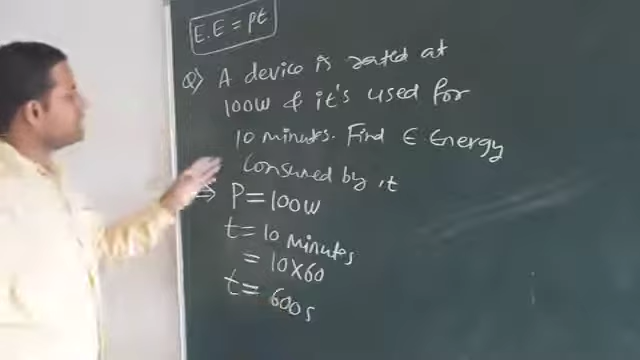 E.E = pt
Q> A device is rated at
100W & it's used for
10 minutes. Find E Energy
Consumed by it
⇒ P = 100W
t = 10 minutes
= 10×60
t = 600s